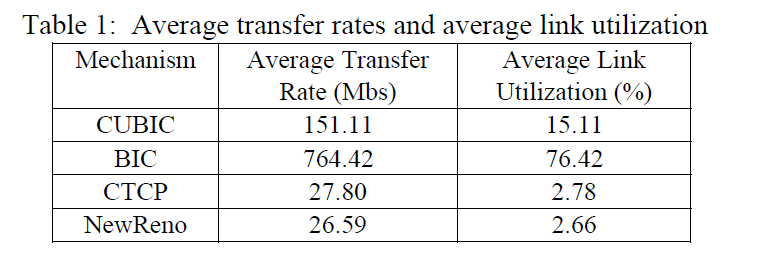 Table 1: Average transfer rates and average link utilization
Mechanism Average Transfer Rate (Mbs) Average Link Utilization (%)
CUBIC 151.11 15.11
BIC 764.42 76.42
CTCP 27.80 2.78
NewReno 26.59 2.66